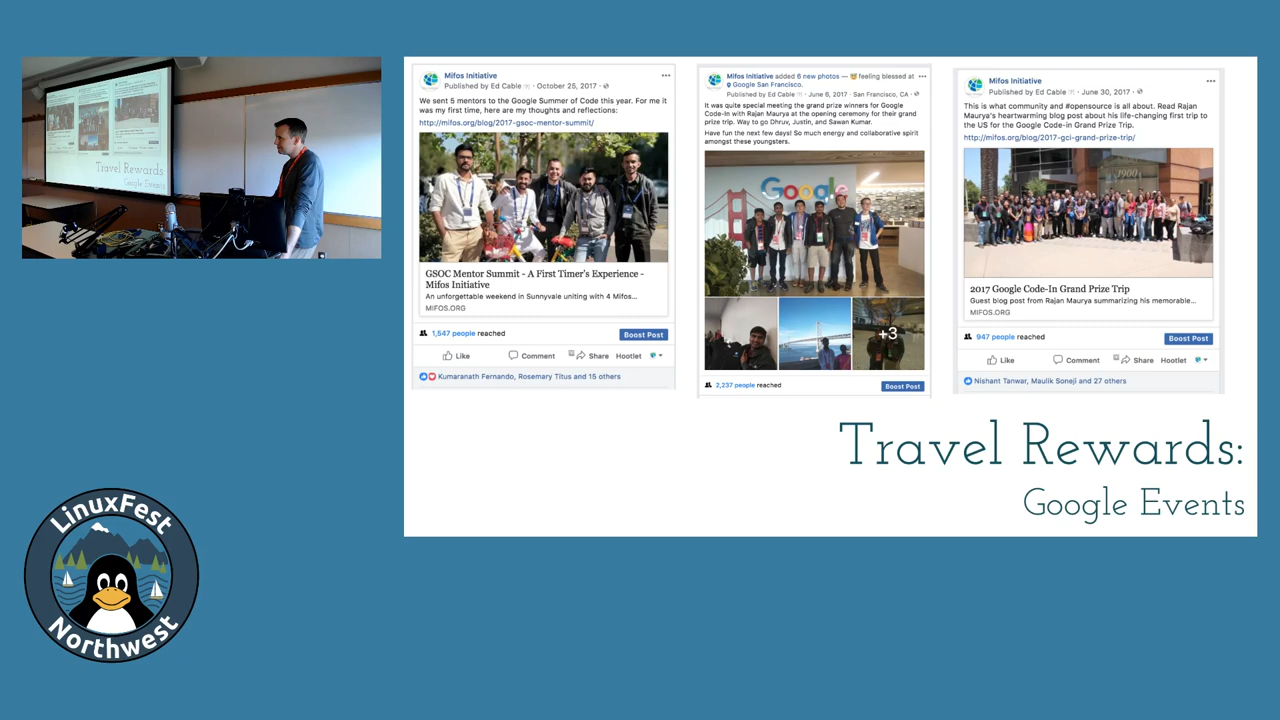 Travel Rewards
Google Events
Mifos Initiative
Published by Ed Cable · October 25, 2017 ·
We sent 5 mentors to the Google Summer of Code this year. For me it
was my first time, here are my thoughts and reflections:
http://mifos.org/blog/2017-gsoc-mentor-summit/
GSOC Mentor Summit - A First Timer's Experience -
Mifos Initiative
An unforgettable weekend in Sunnyvale uniting with 4 Mifos...
MIFOS.ORG
1,547 people reached
Boost Post
Like Comment Share Hootlet
Kumaranath Fernando, Rosemary Titus and 15 others
Mifos Initiative added 6 new photos — feeling blessed at
Google San Francisco.
Published by Ed Cable · June 6, 2017 · San Francisco, CA ·
It was quite special meeting the grand prize winners for Google
Code-In with Rajan Maurya at the opening ceremony for their grand
prize trip. Way to go Dhruv, Justin, and Sawan Kumar.
Have fun the next few days! So much energy and collaborative spirit
amongst these youngsters.
Google
+3
2,237 people reached
Boost Post
Mifos Initiative
Published by Ed Cable · June 30, 2017 ·
This is what community and #opensource is all about. Read Rajan
Maurya's heartwarming blog post about his life-changing first trip to
the US for the Google Code-in Grand Prize Trip.
http://mifos.org/blog/2017-gci-grand-prize-trip/
1900
2017 Google Code-In Grand Prize Trip
Guest blog post from Rajan Maurya summarizing his memorable...
MIFOS.ORG
947 people reached
Boost Post
Like Comment Share Hootlet
Nishant Tanwar, Maulik Soneji and 27 others
Travel Rewards:
Google Events
LinuxFest
Northwest